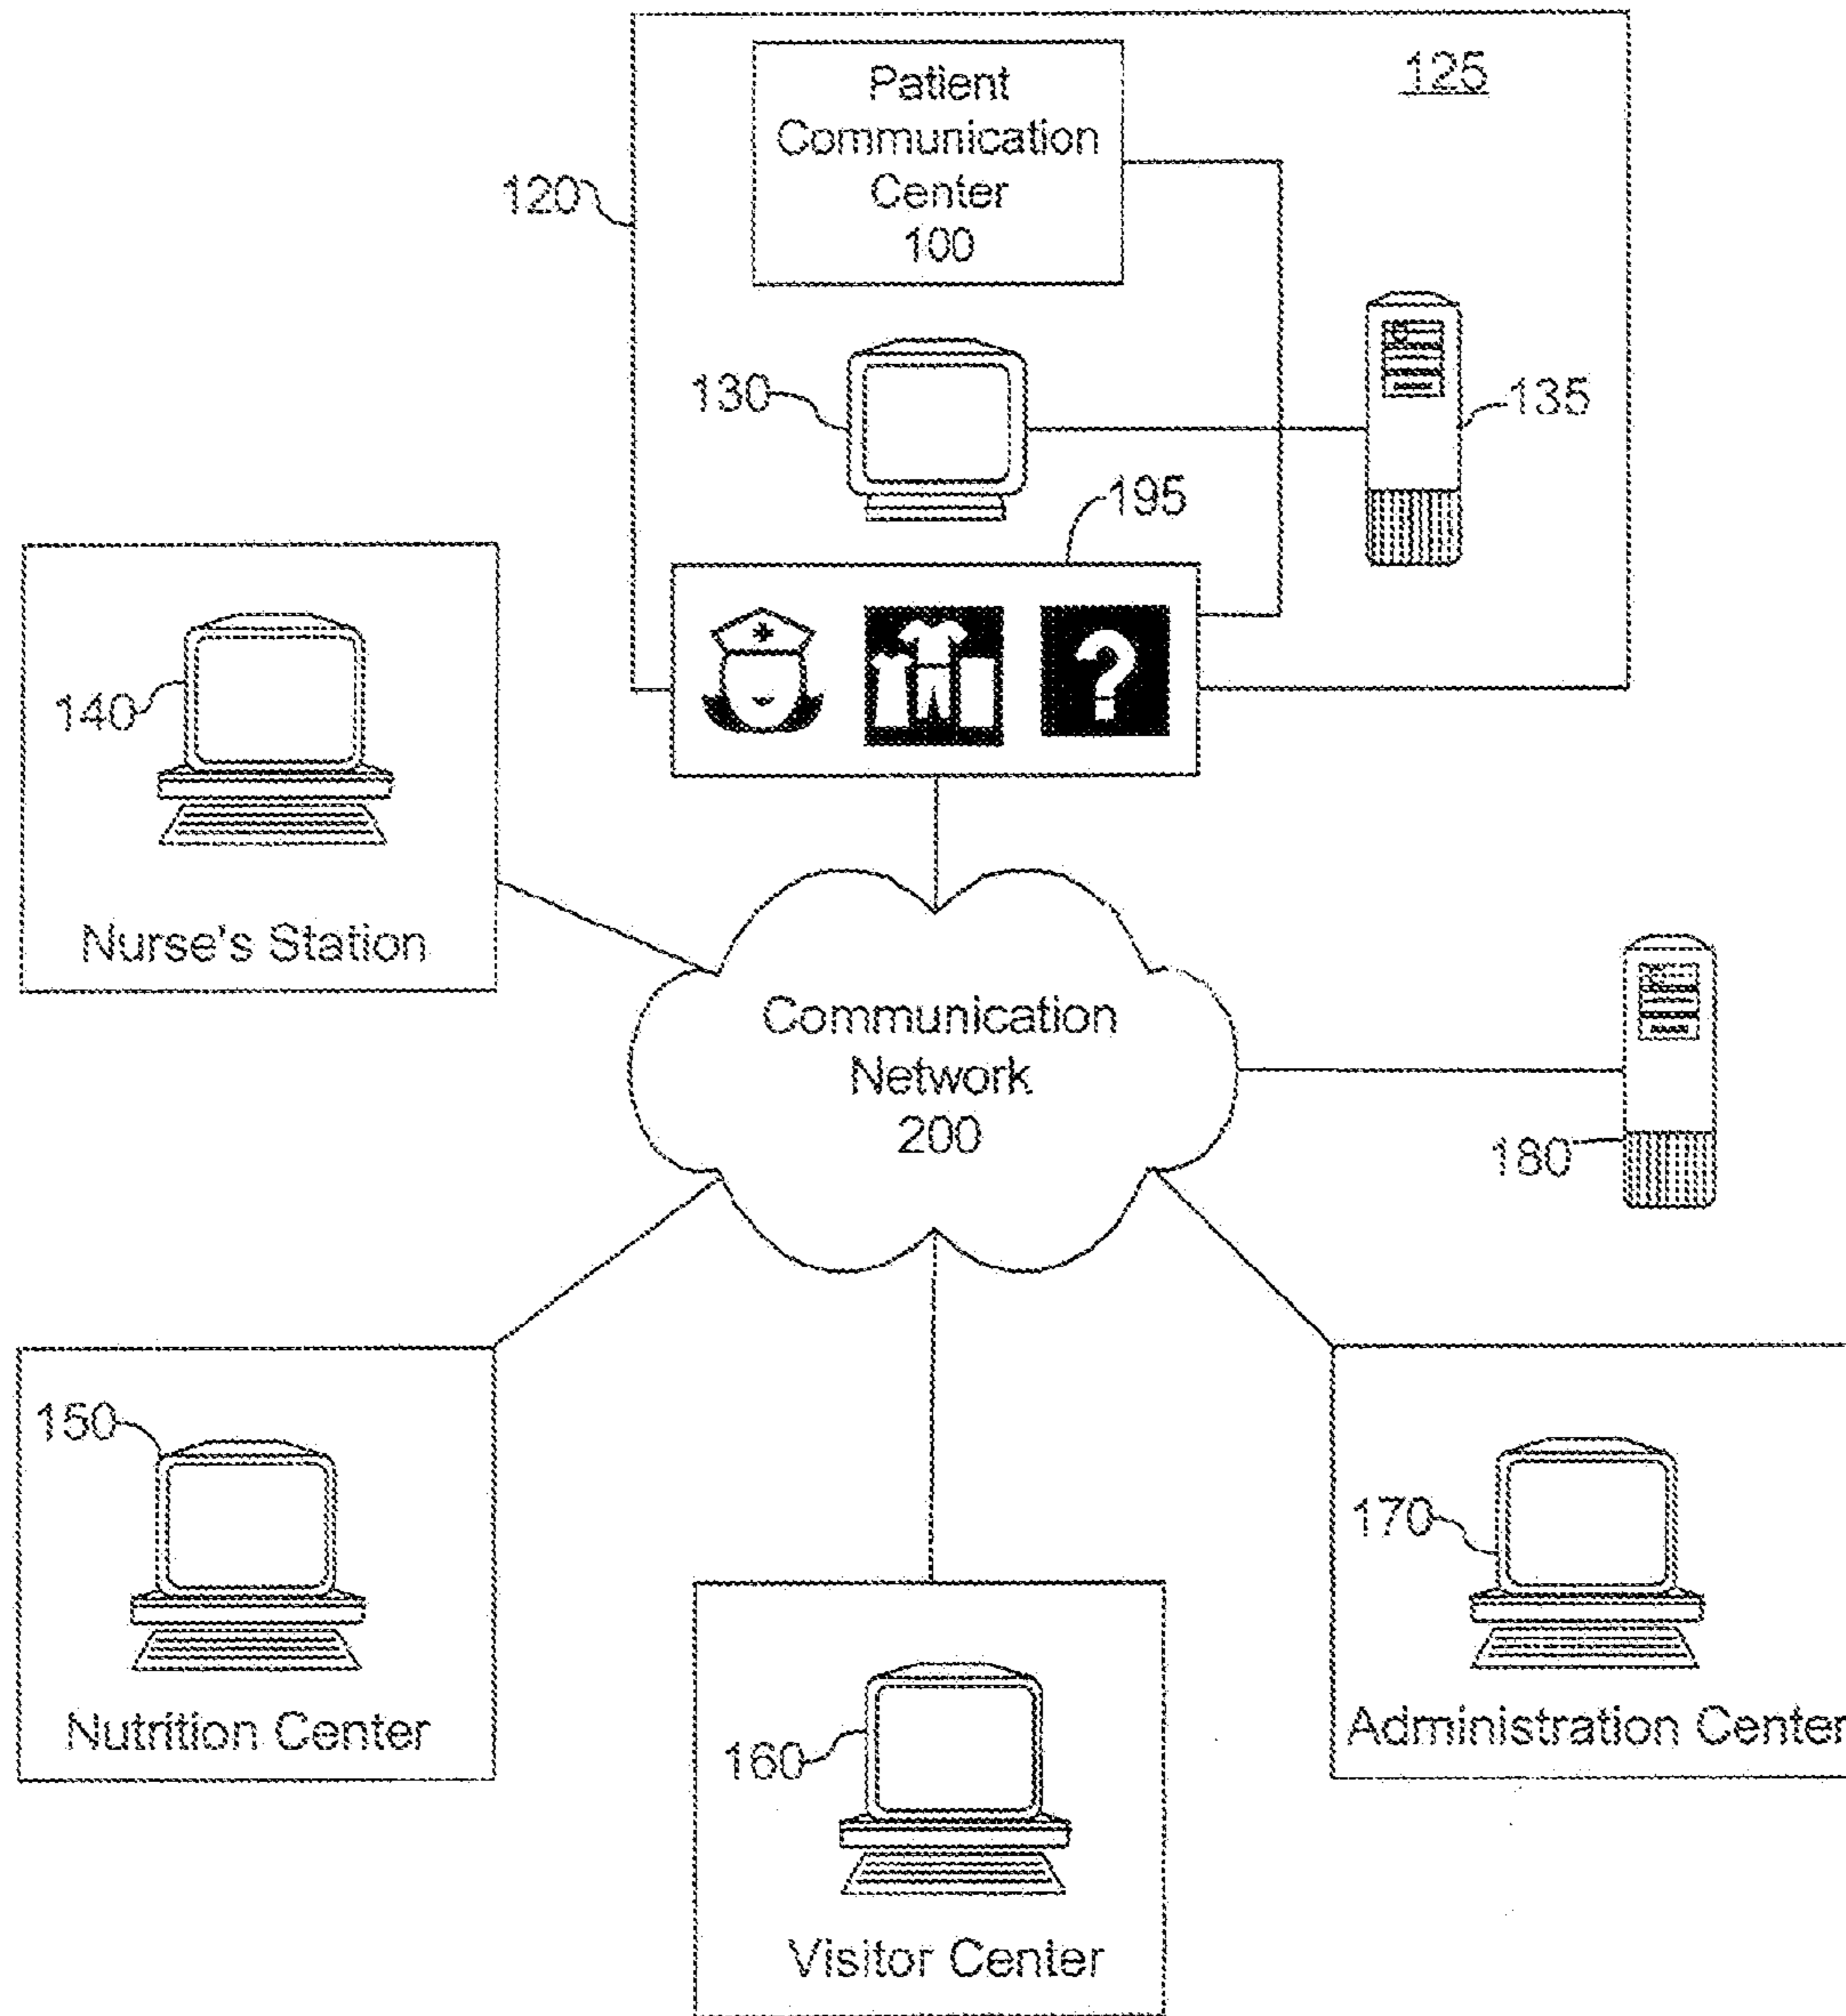 125
Patient
Communication
Center
100
120
130
135
195
?
140
Nurse's Station
Communication
Network
200
180
150
Nutrition Center
170
Administration Center
160
Visitor Center